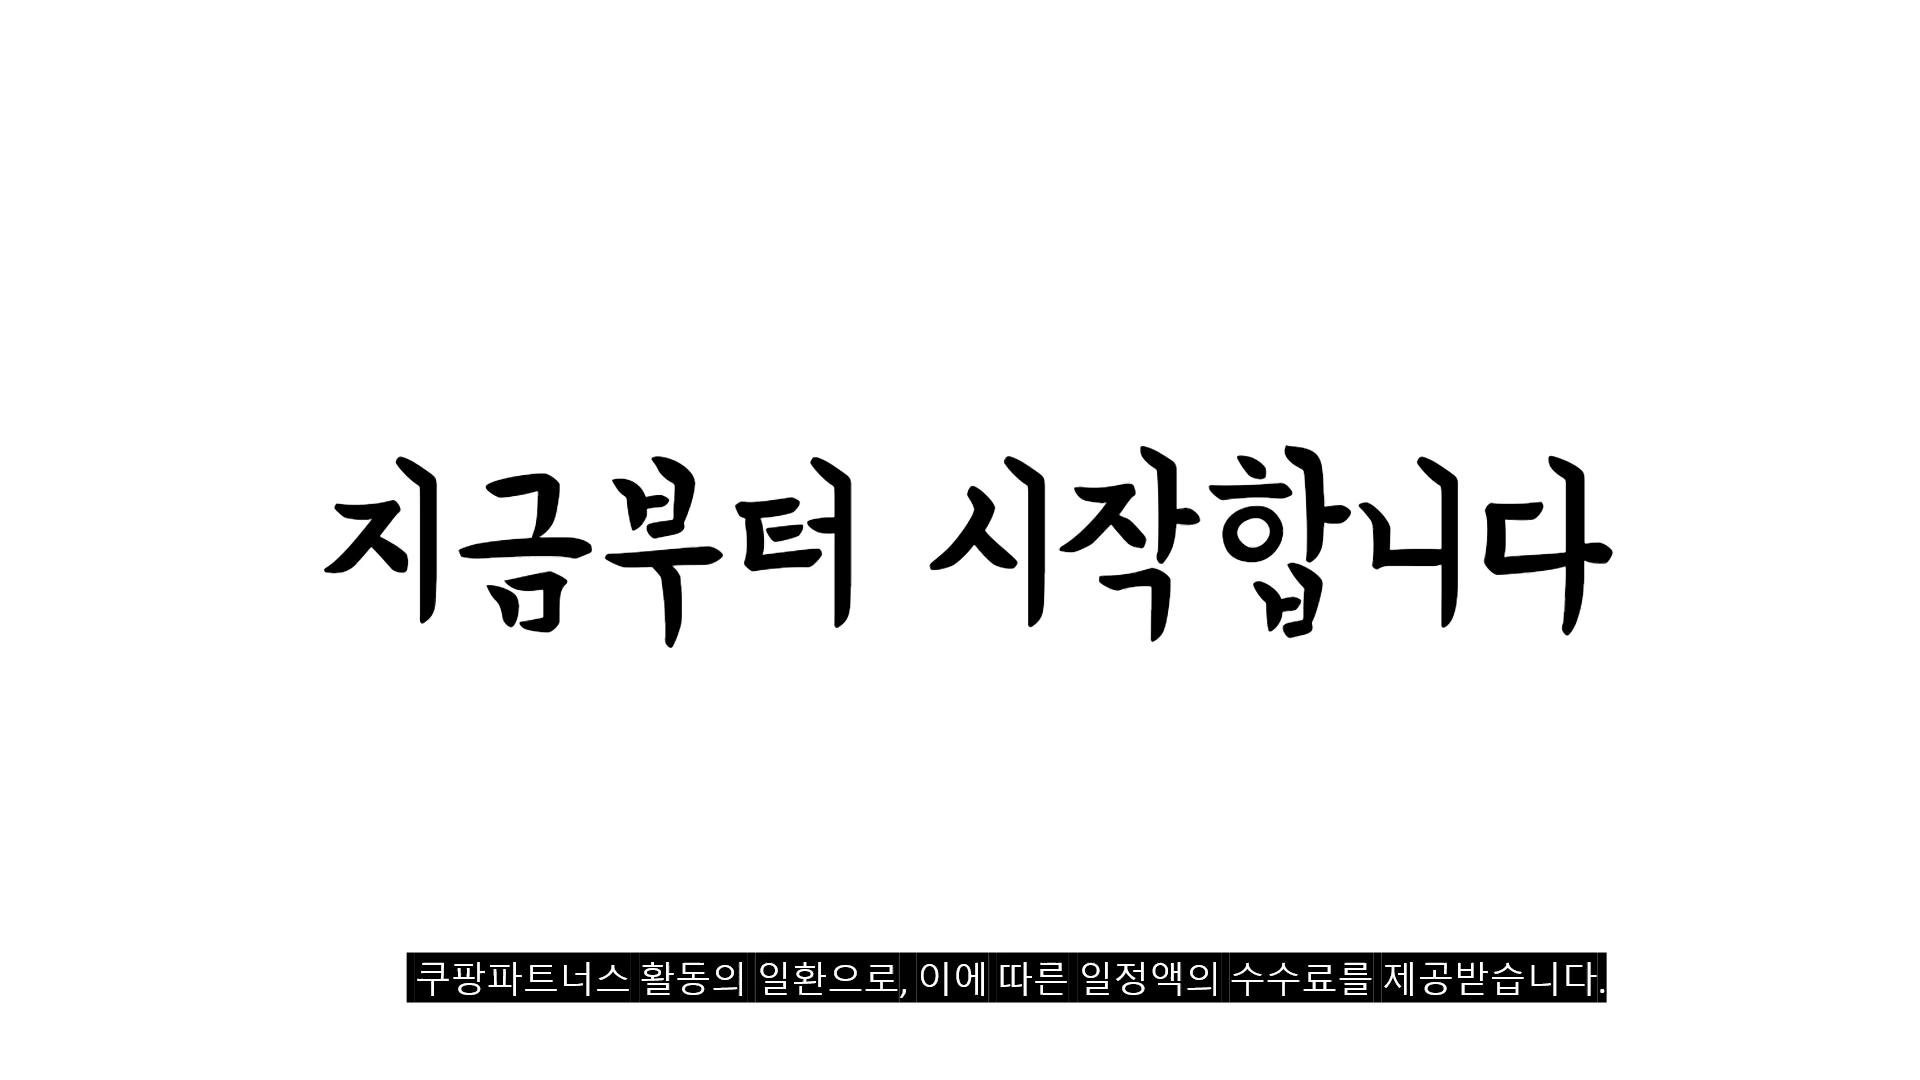 지금부터 시작합니다
쿠팡파트너스 활동의 일환으로, 이에 따른 일정액의 수수료를 제공받습니다.